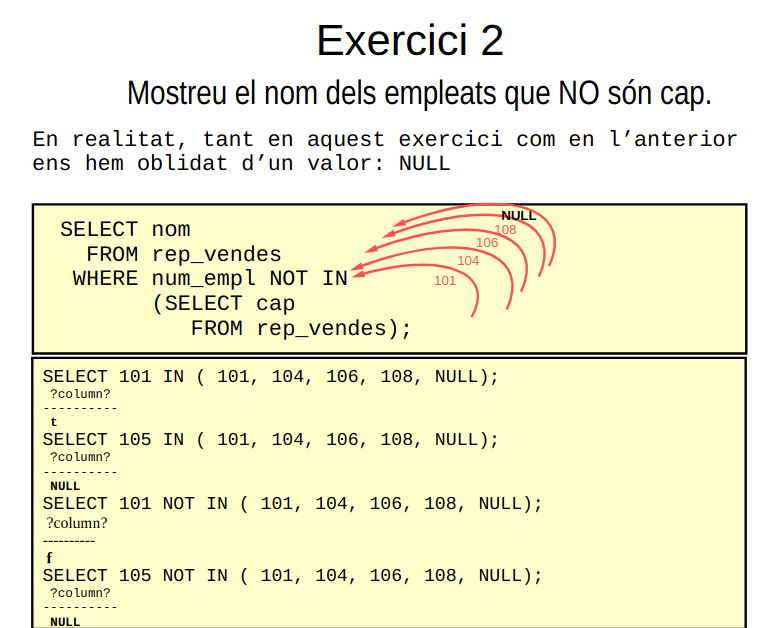 Exercici 2
Mostreu el nom dels empleats que NO són cap.
En realitat, tant en aquest exercici com en l’anterior
ens hem oblidat d’un valor: NULL
NULL
108
106
104
101
SELECT nom
FROM rep_vendes
WHERE num_empl NOT IN
(SELECT cap
FROM rep_vendes);
SELECT 101 IN ( 101, 104, 106, 108, NULL);
?column?
----------
t
SELECT 105 IN ( 101, 104, 106, 108, NULL);
?column?
----------
NULL
SELECT 101 NOT IN ( 101, 104, 106, 108, NULL);
?column?
----------
f
SELECT 105 NOT IN ( 101, 104, 106, 108, NULL);
?column?
----------
NULL